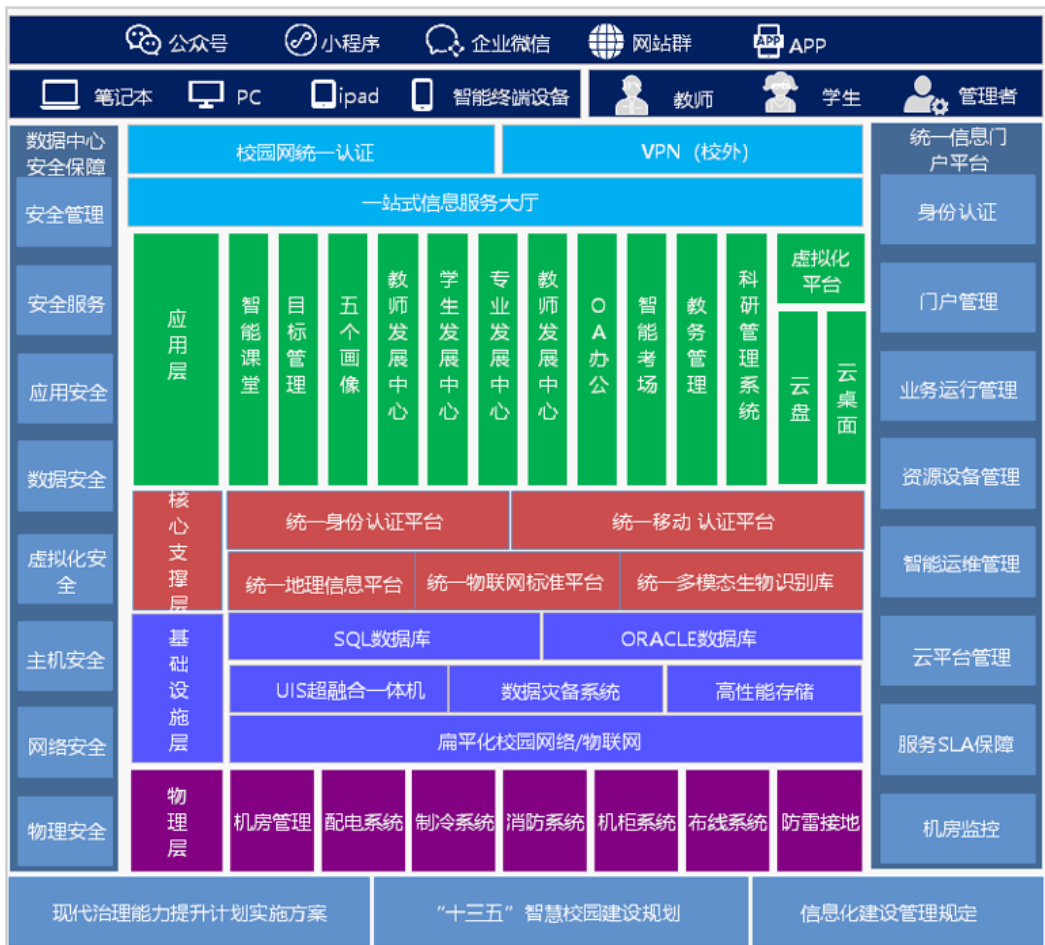 公众号
小程序
企业微信
网站群
APP
APP
笔记本
PC
ipad
智能终端设备
教师
学生
管理者
数据中心
安全保障
安全管理
安全服务
应用安全
数据安全
虚拟化安
全
主机安全
网络安全
物理安全
校园网统一认证
VPN（校外）
一站式信息服务大厅
应用层
智能课堂
目标管理
五个画像
教师发展中心
学生发展中心
专业发展中心
教师发展中心
OA办公
智能考场
教务管理
科研管理系统
虚拟化
平台
云盘
云桌面
核心支撑层
统一身份认证平台
统一移动 认证平台
统一地理信息平台
统一物联网标准平台
统一多模态生物识别库
基础设施层
SQL数据库
ORACLE数据库
UIS超融合一体机
数据灾备系统
高性能存储
扁平化校园网络/物联网
物理层
机房管理
配电系统
制冷系统
消防系统
机柜系统
布线系统
防雷接地
统一信息门
户平台
身份认证
门户管理
业务运行管理
资源设备管理
智能运维管理
云平台管理
服务SLA保障
机房监控
现代治理能力提升计划实施方案
“十三五”智慧校园建设规划
信息化建设管理规定